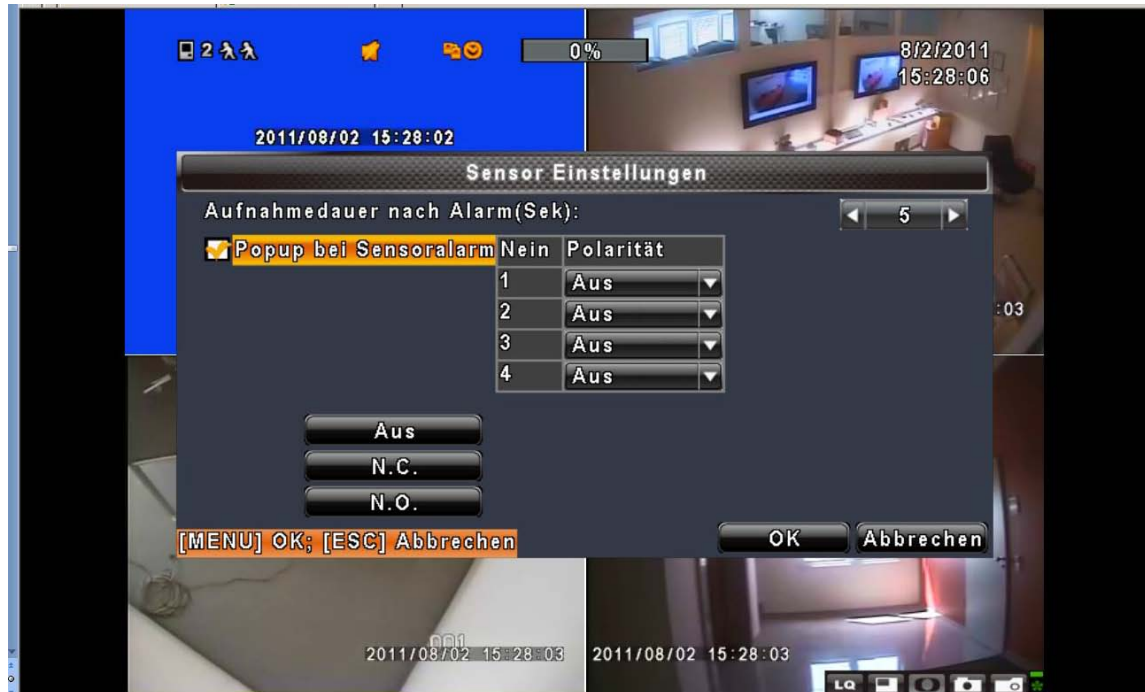 2
0%
8/2/2011
15:28:06
2011/08/02 15:28:02
Sensor Einstellungen
Aufnahmedauer nach Alarm(Sek):
5
Popup bei Sensoralarm
Nein Polarität
1 Aus
2 Aus
3 Aus
4 Aus
:03
Aus
N.C.
N.O.
[MENU] OK; [ESC] Abbrechen
OK Abbrechen
001
2011/08/02 15:28:03
2011/08/02 15:28:03
LQ